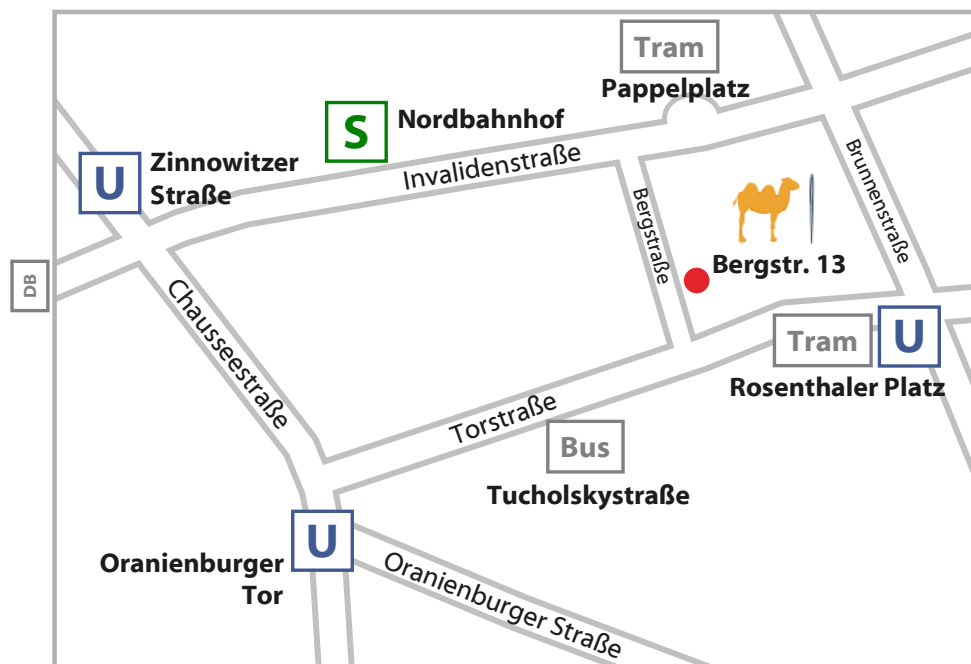 Tram
Pappelplatz
S
Nordbahnhof
U
Zinnowitzer
Straße
Invalidenstraße
Brunnenstraße
Bergstraße
Bergstr. 13
DB
Chausseestraße
Tram
U
Rosenthaler Platz
Torstraße
Bus
Tucholskystraße
U
Oranienburger
Tor
Oranienburger Straße